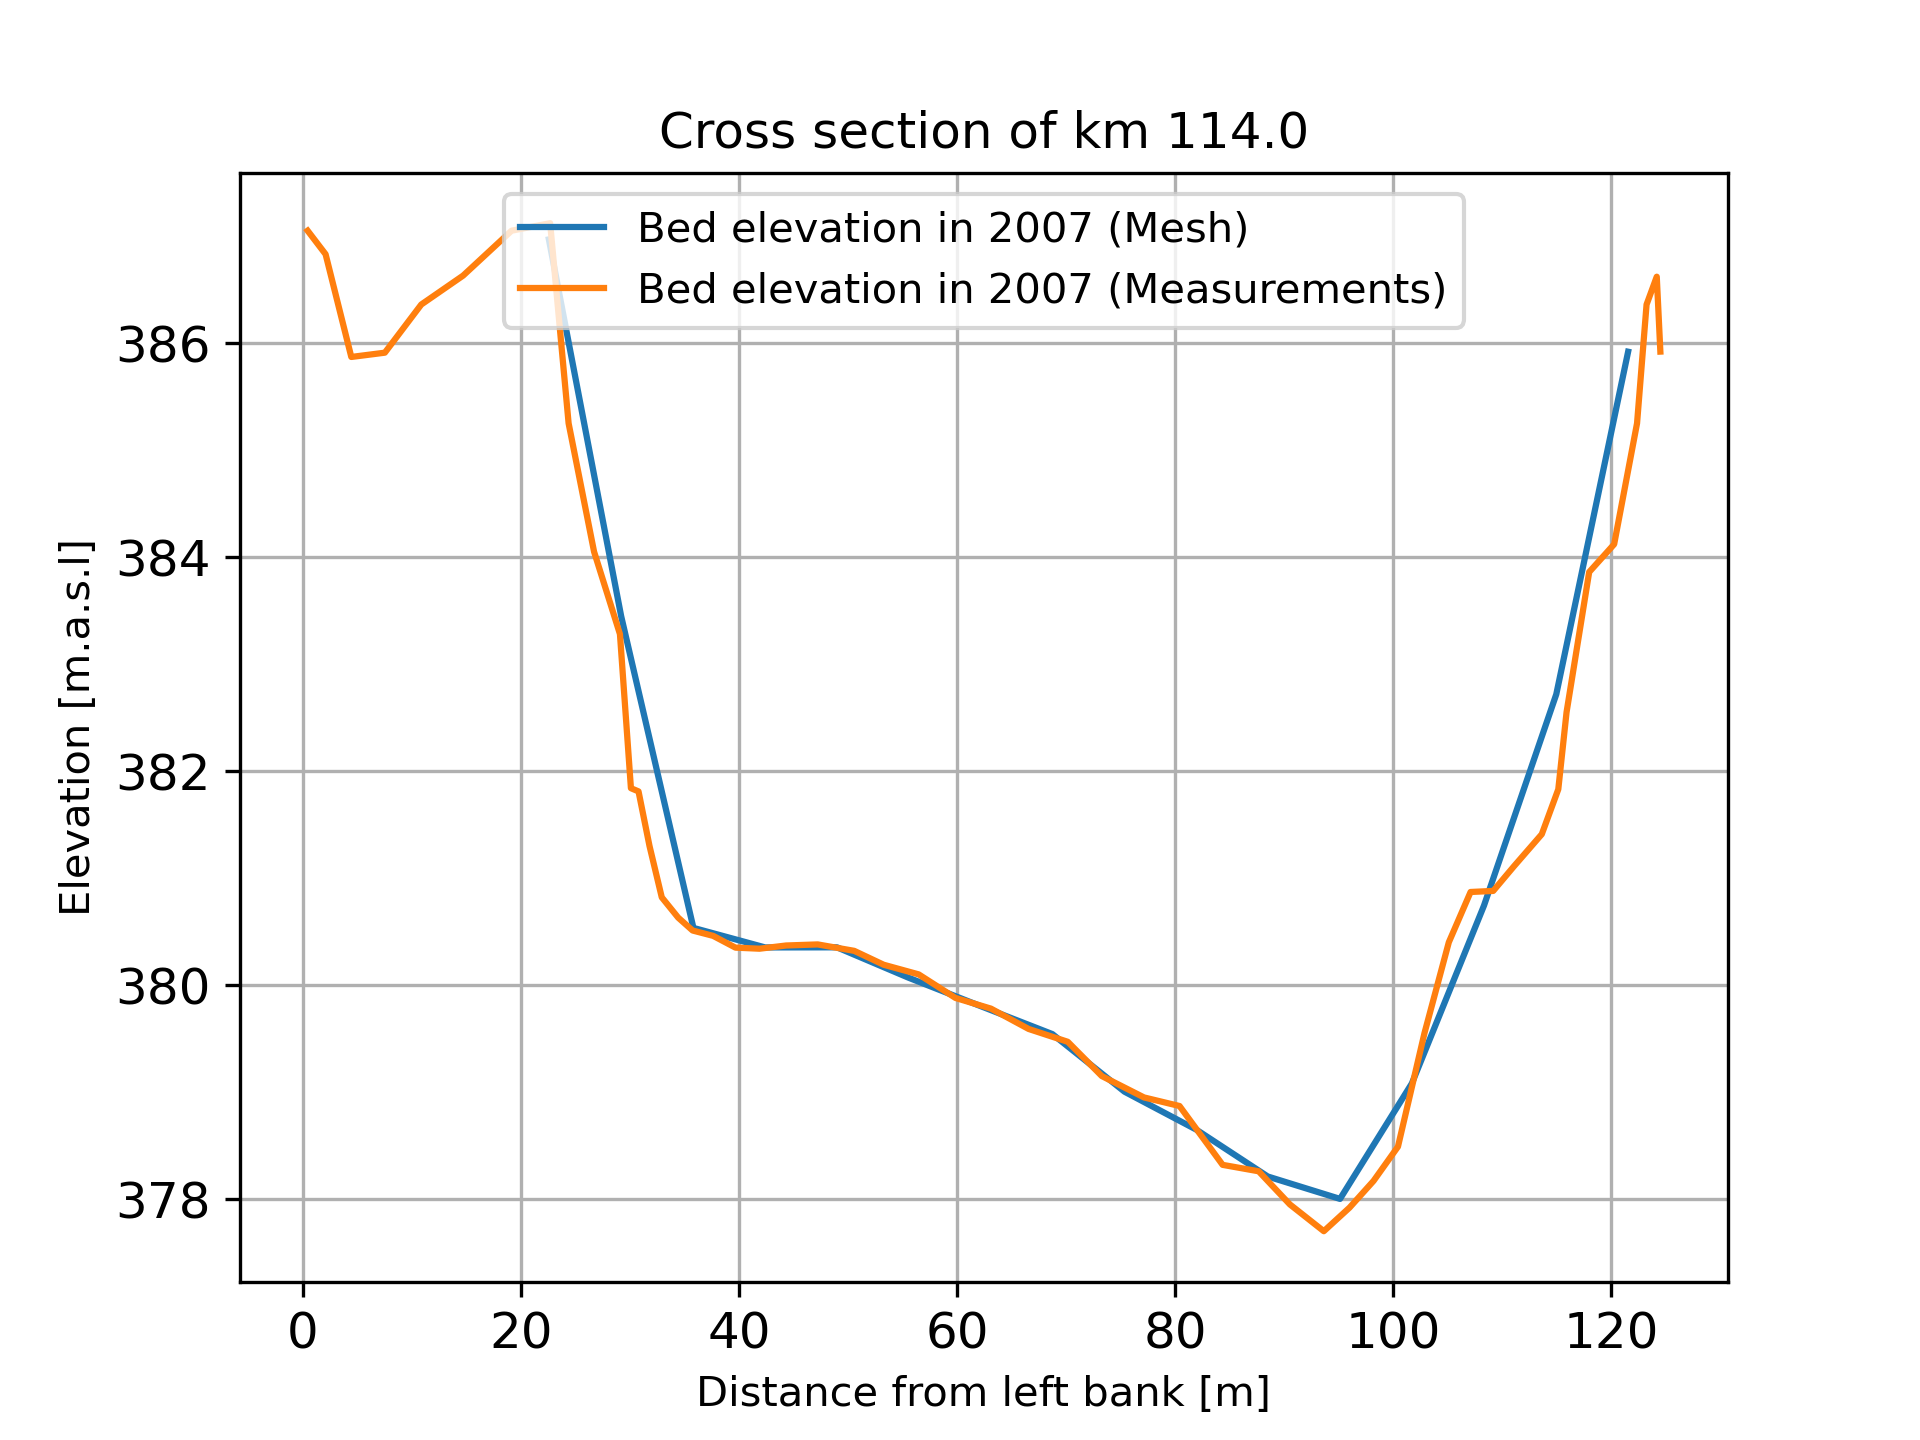 Cross section of km 114.0
Bed elevation in 2007 (Mesh)
Bed elevation in 2007 (Measurements)
Elevation [m.a.s.l]
386
384
382
380
378
0 20 40 60 80 100 120
Distance from left bank [m]